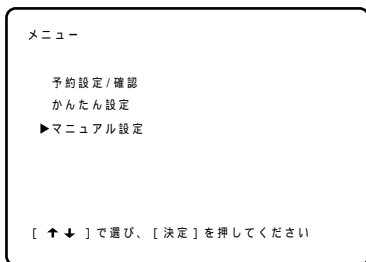 メニュー
予約設定/確認
かんたん設定
▶マニュアル設定
[ ↑↓ ]で選び、[決定]を押してください